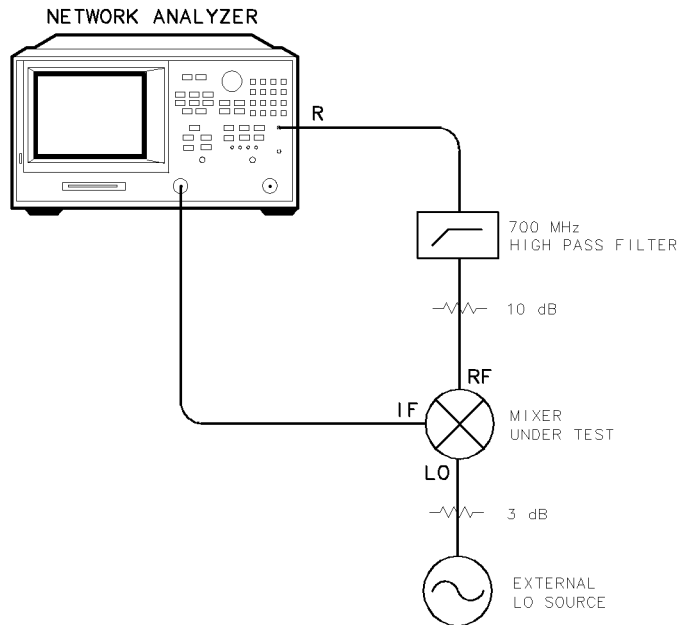 NETWORK ANALYZER
R
700 MHz
HIGH PASS FILTER
10 dB
RF
IF
MIXER
UNDER TEST
LO
3 dB
EXTERNAL
LO SOURCE